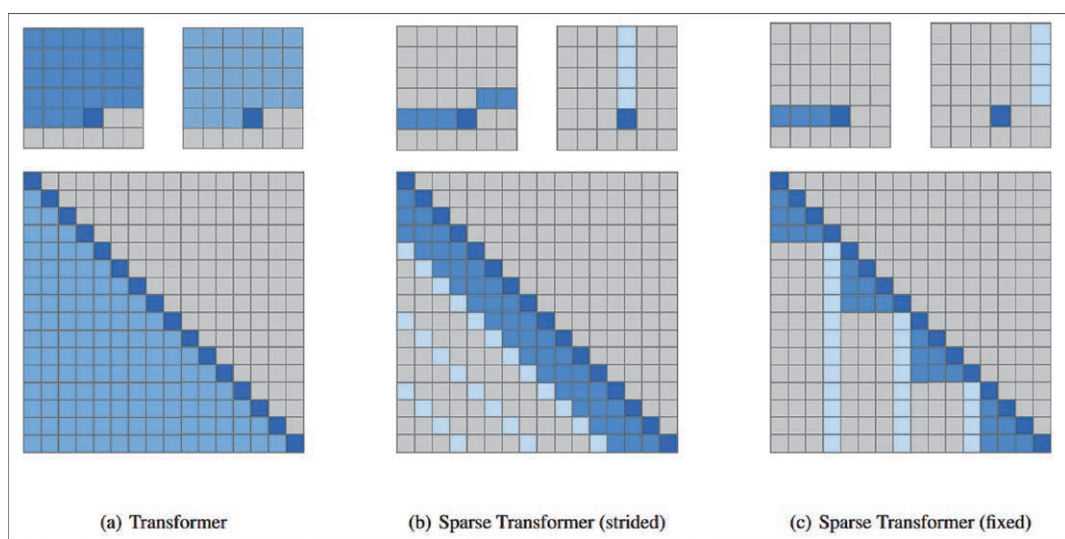 (a) Transformer
(b) Sparse Transformer (strided)
(c) Sparse Transformer (fixed)